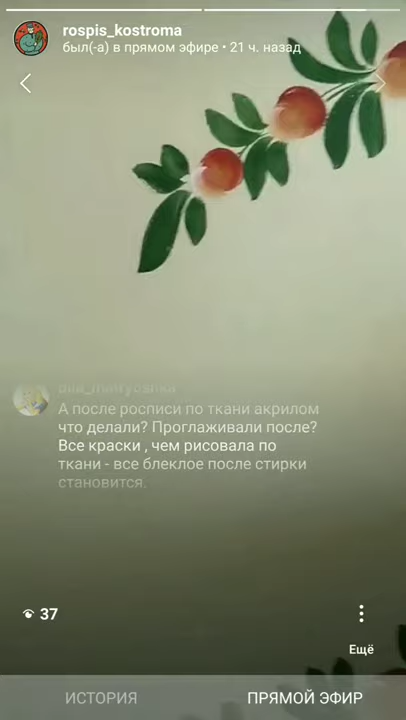 rospis_kostroma
был(-а) в прямом эфире • 21 ч. назад
А после росписи по ткани акрилом
что делали? Проглаживали после?
Все краски , чем рисовала по
ткани - все блеклое после стирки
становится.
37
Ещё
ИСТОРИЯ
ПРЯМОЙ ЭФИР